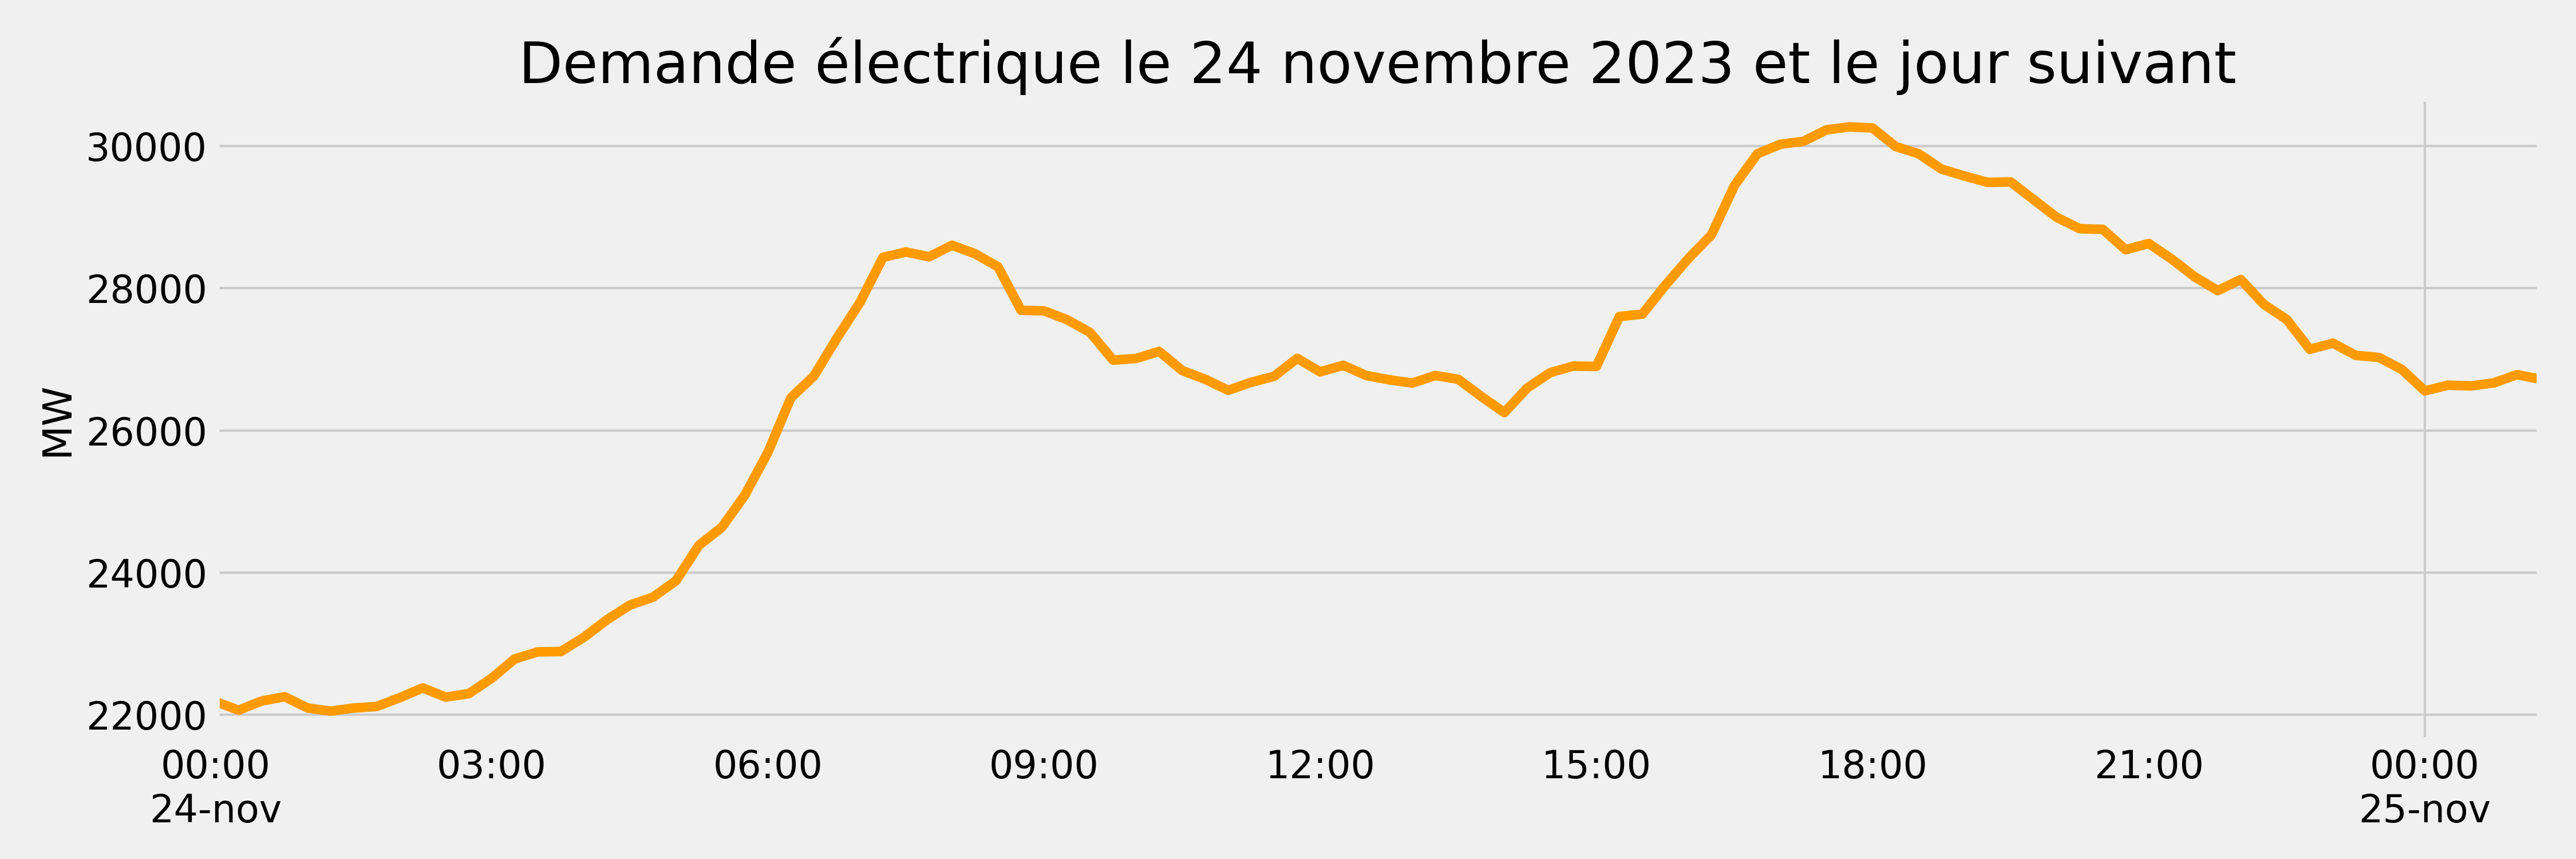 Demande électrique le 24 novembre 2023 et le jour suivant
30000
28000
26000
24000
22000
MW
00:00 03:00 06:00 09:00 12:00 15:00 18:00 21:00 00:00
24-nov 25-nov